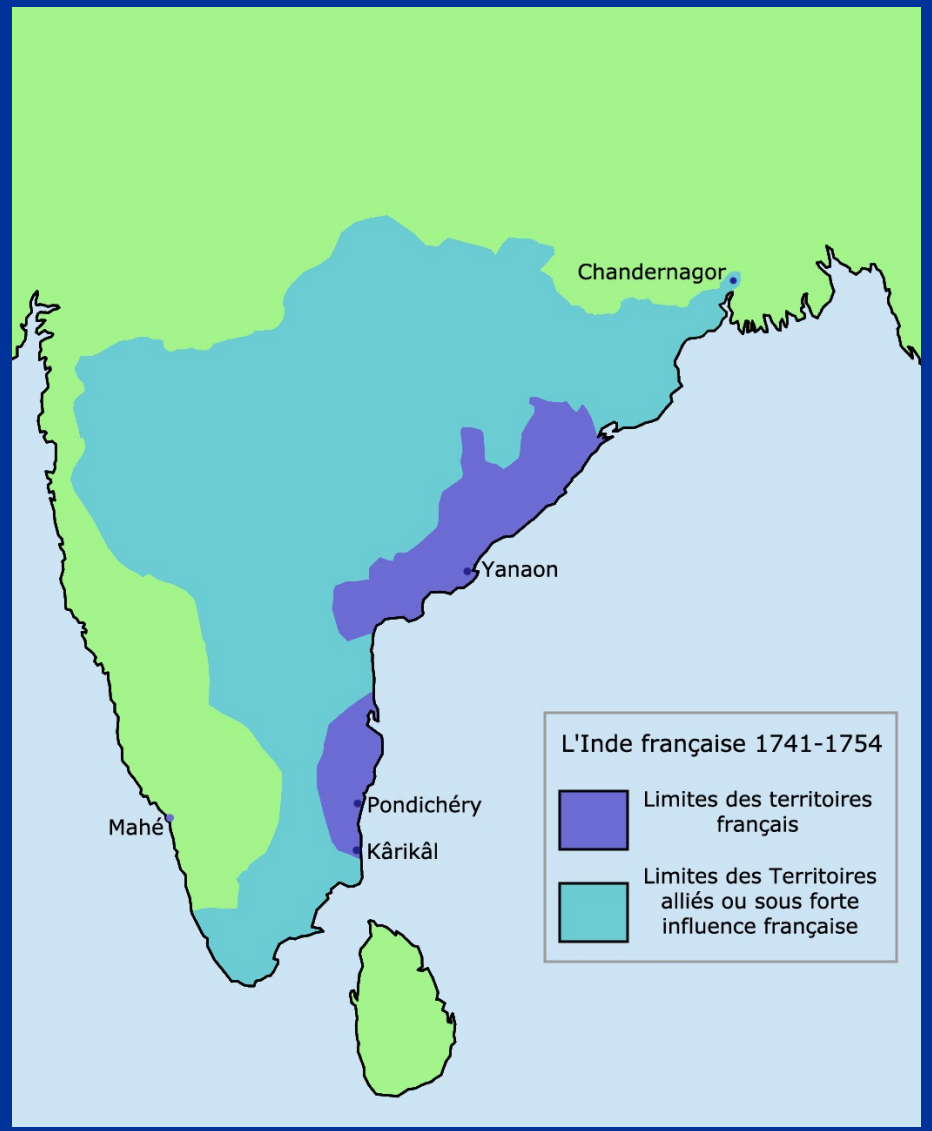 Chandernagor
Yanaon
L'Inde française 1741-1754
Limites des territoires
français
Pondichéry
Mahé
Kârikâl
Limites des Territoires
alliés ou sous forte
influence française